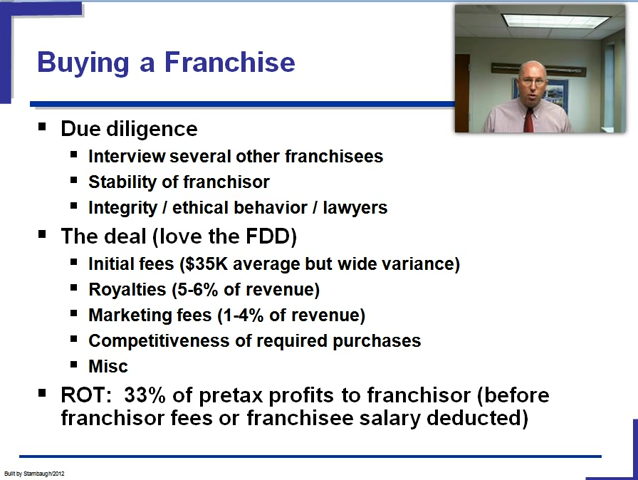 Buying a Franchise
▪ Due diligence
▪ Interview several other franchisees
▪ Stability of franchisor
▪ Integrity / ethical behavior / lawyers
▪ The deal (love the FDD)
▪ Initial fees ($35K average but wide variance)
▪ Royalties (5-6% of revenue)
▪ Marketing fees (1-4% of revenue)
▪ Competitiveness of required purchases
▪ Misc
▪ ROT:  33% of pretax profits to franchisor (before
franchisor fees or franchisee salary deducted)
Built by Stambaugh/2012